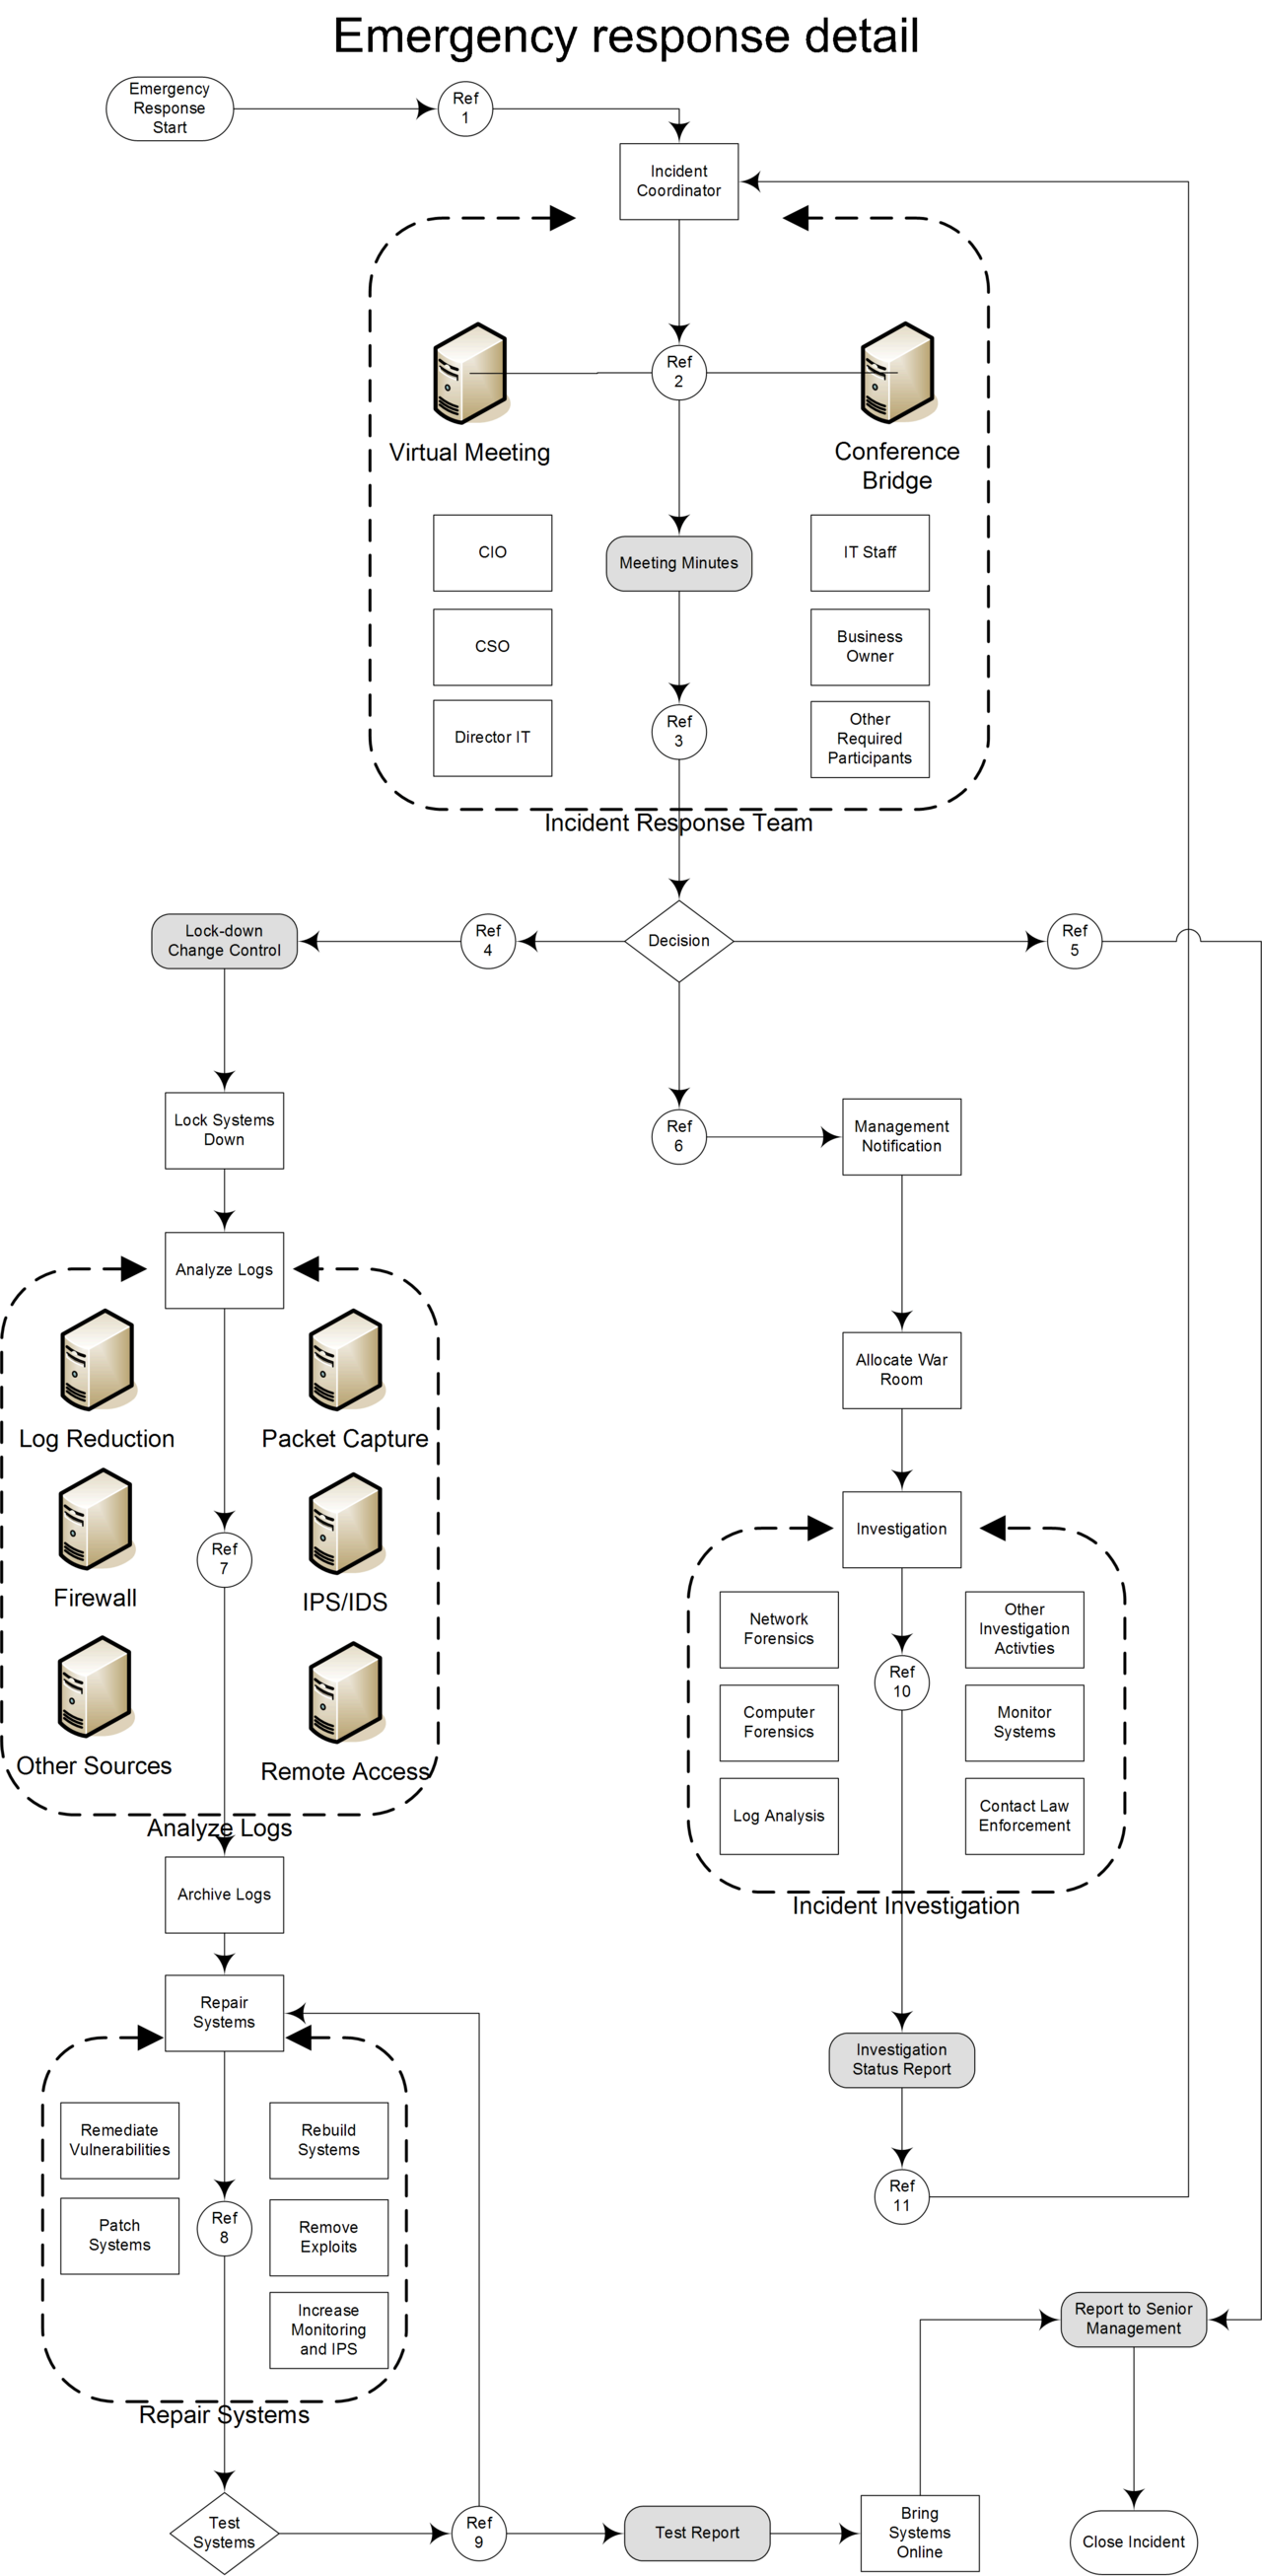 Emergency response detail
Emergency
Response
Start
Ref
1
Incident
Coordinator
Ref
2
Virtual Meeting
Conference
Bridge
CIO
Meeting Minutes
IT Staff
CSO
Business
Owner
Director IT
Ref
3
Other
Required
Participants
Incident Response Team
Lock-down
Change Control
Ref
4
Decision
Ref
5
Lock Systems
Down
Ref
6
Management
Notification
Analyze Logs
Log Reduction
Packet Capture
Allocate War
Room
Firewall
Ref
7
IPS/IDS
Investigation
Other Sources
Remote Access
Analyze Logs
Network
Forensics
Other
Investigation
Activties
Ref
10
Computer
Forensics
Monitor
Systems
Log Analysis
Contact Law
Enforcement
Incident Investigation
Archive Logs
Repair
Systems
Investigation
Status Report
Remediate
Vulnerabilities
Rebuild
Systems
Ref
11
Patch
Systems
Ref
8
Remove
Exploits
Increase
Monitoring
and IPS
Repair Systems
Report to Senior
Management
Test
Systems
Ref
9
Test Report
Bring
Systems
Online
Close Incident